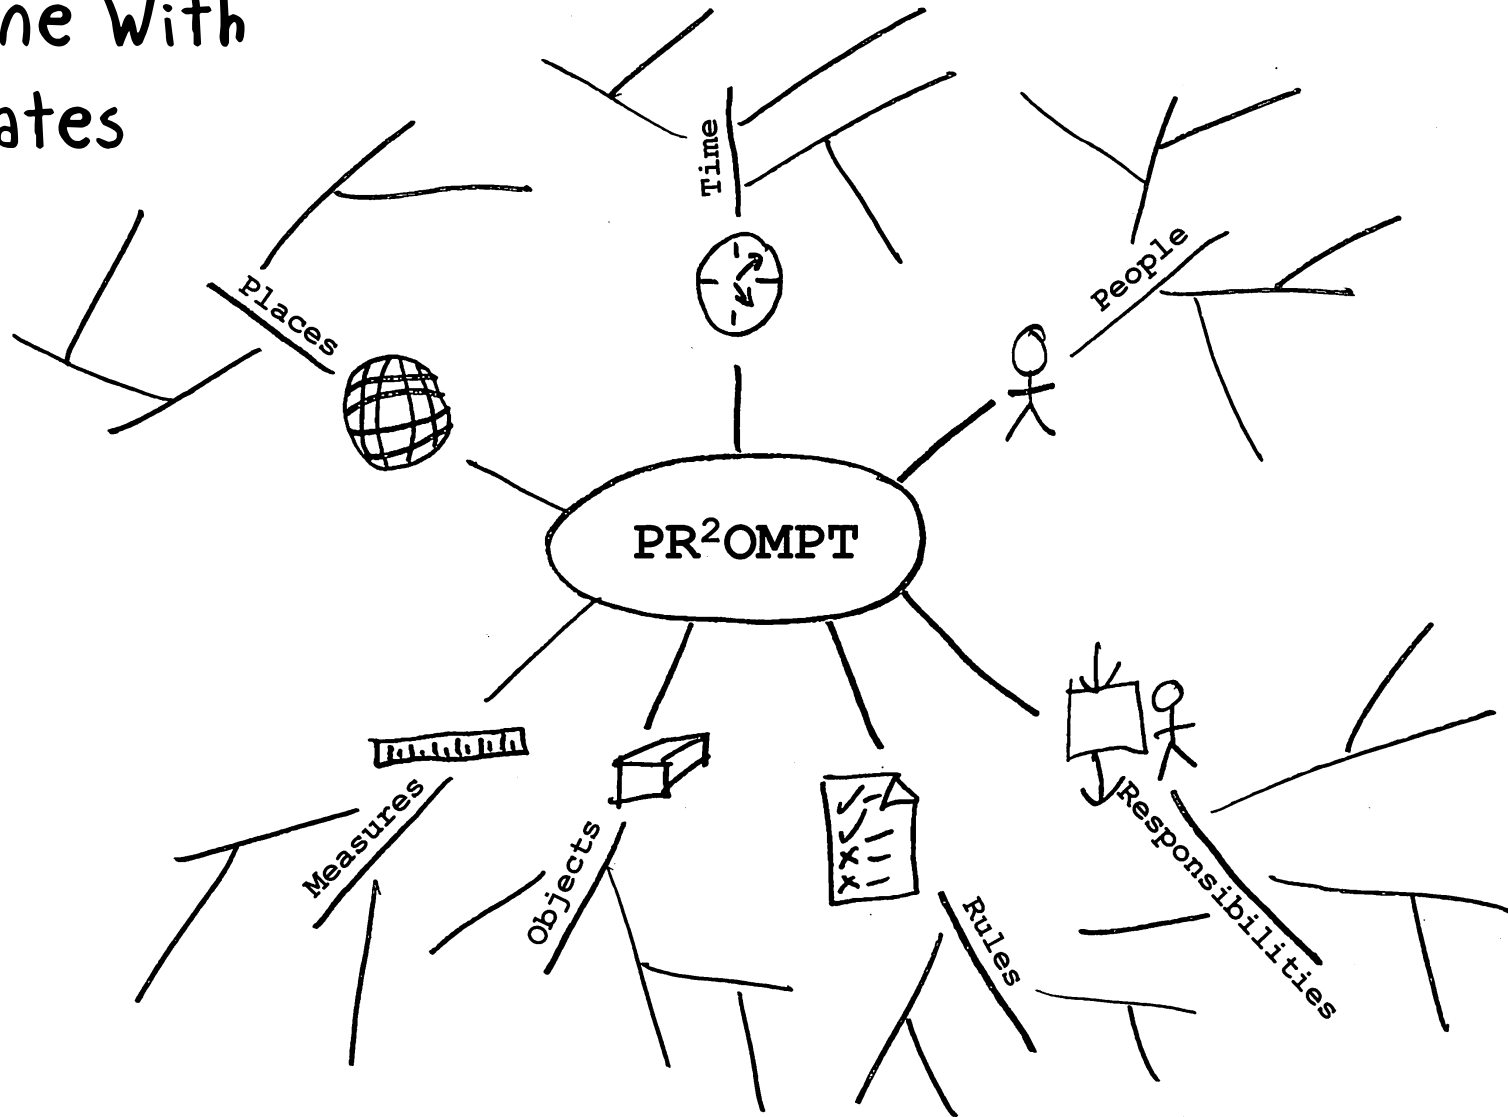 ne With
ates
Time
People
Places
PR²OMPT
Measures
Objects
Rules
Responsibilities